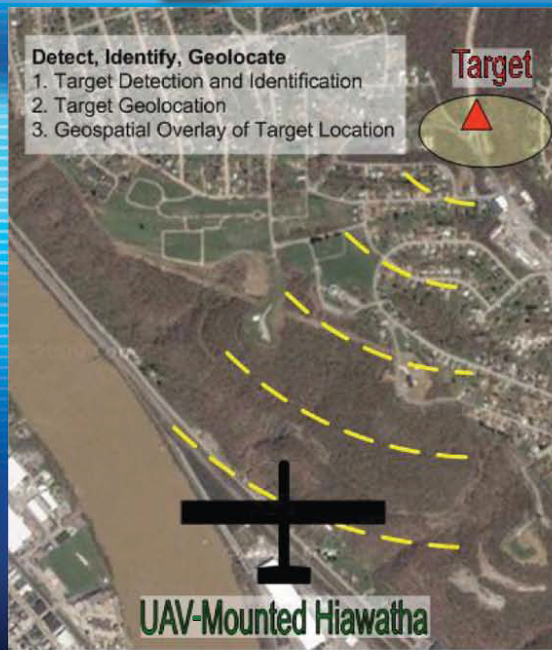 Detect, Identify, Geolocate
1. Target Detection and Identification
2. Target Geolocation
3. Geospatial Overlay of Target Location
Target
UAV-Mounted Hiawatha